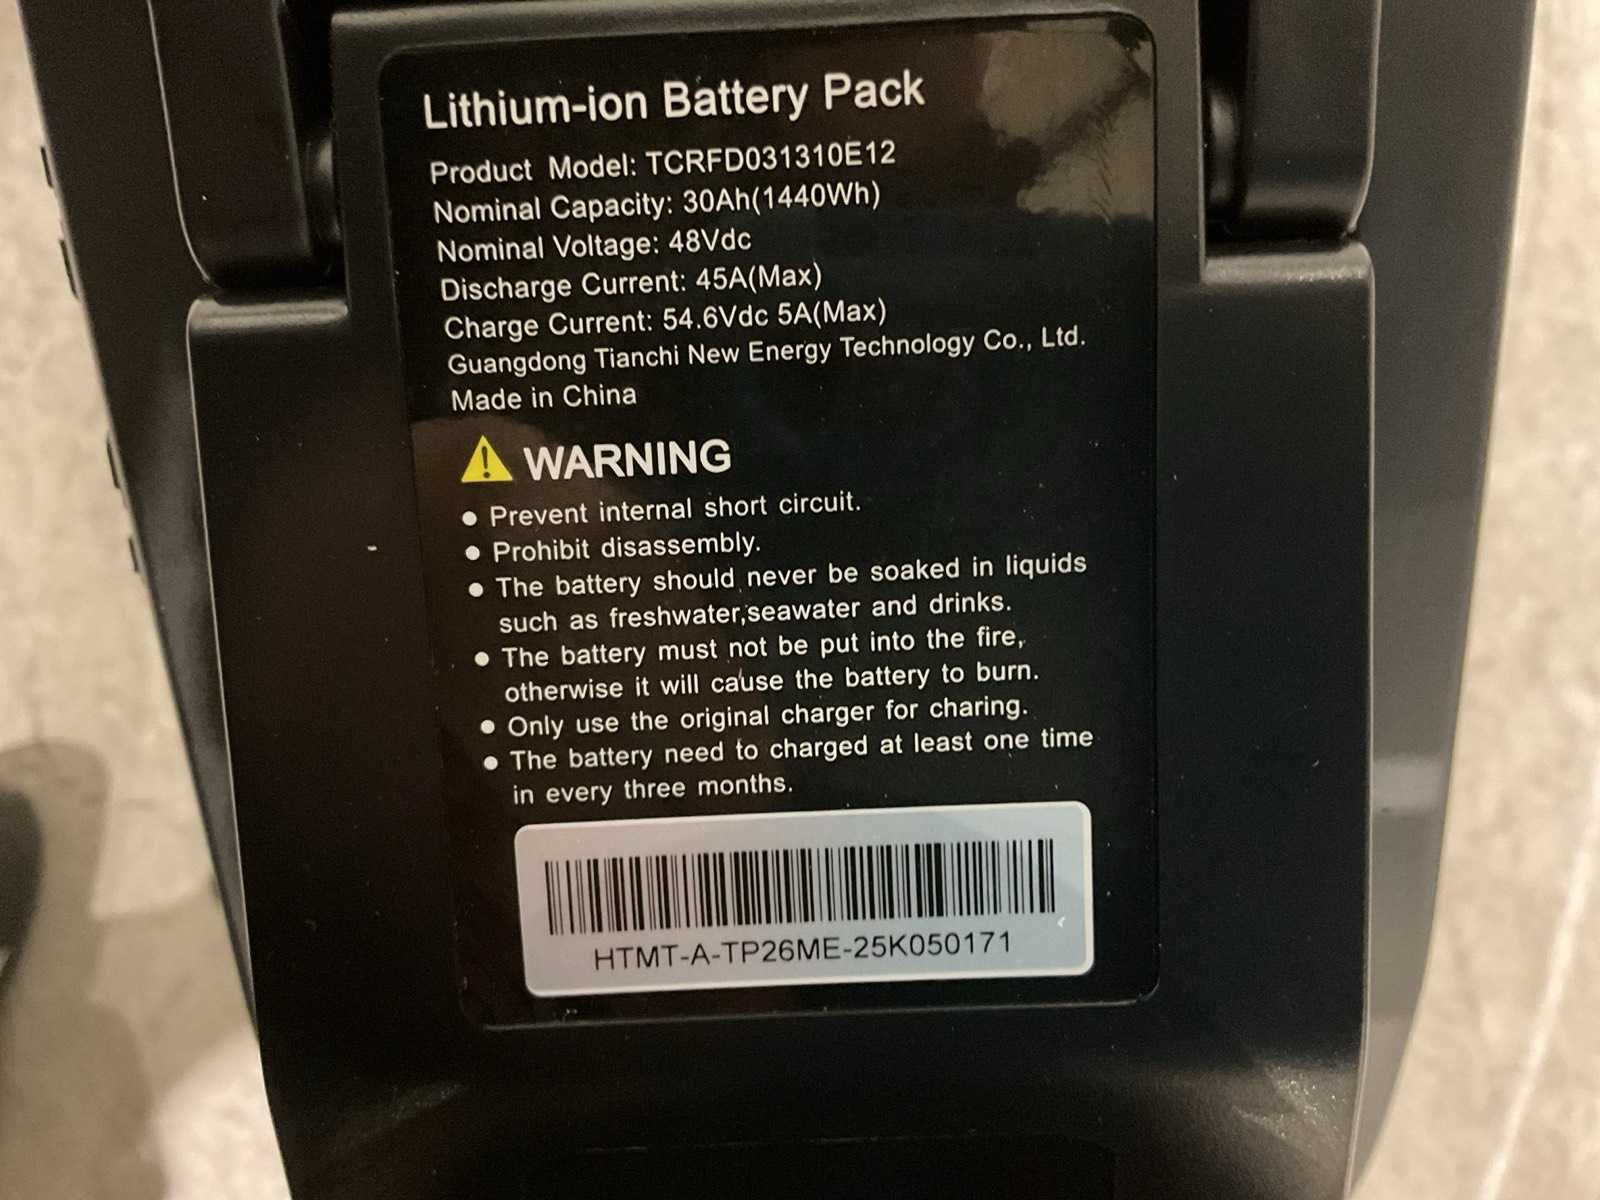 Lithium-ion Battery Pack
Product Model: TCRFD031310E12
Nominal Capacity: 30Ah(1440Wh)
Nominal Voltage: 48Vdc
Discharge Current: 45A(Max)
Charge Current: 54.6Vdc 5A(Max)
Guangdong Tianchi New Energy Technology Co., Ltd.
Made in China
WARNING
● Prevent internal short circuit.
● Prohibit disassembly.
● The battery should never be soaked in liquids
such as freshwater,seawater and drinks.
● The battery must not be put into the fire,
otherwise it will cause the battery to burn.
● Only use the original charger for charing.
● The battery need to charged at least one time
in every three months.
HTMT-A-TP26ME-25K050171